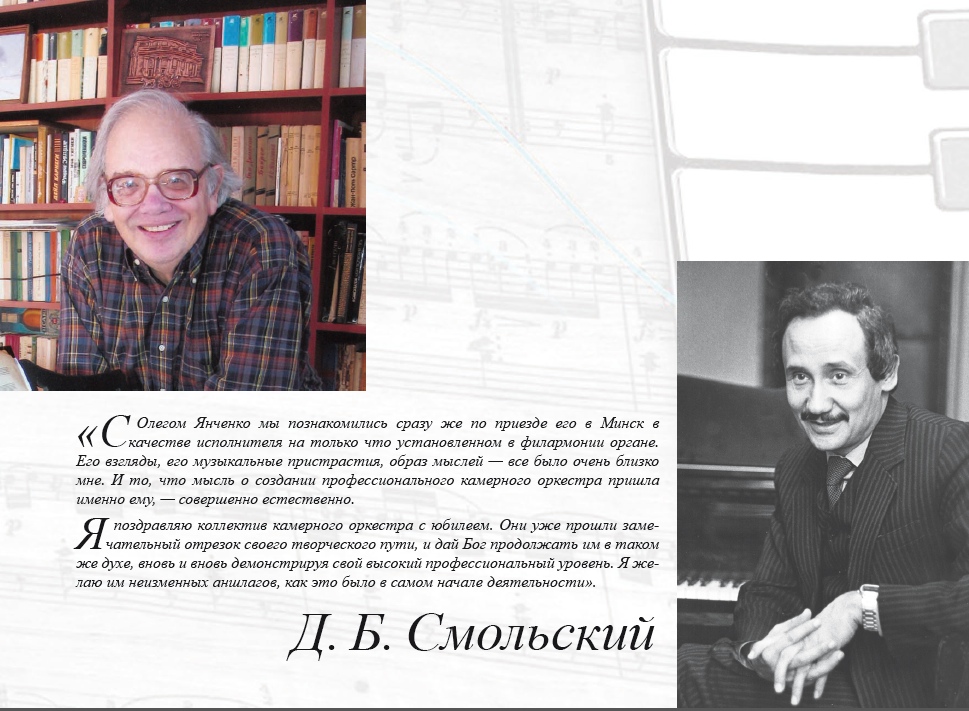 «С Олегом Янченко мы познакомились сразу же по приезде его в Минск в
качестве исполнителя на только что установленном в филармонии органе.
Его взгляды, его музыкальные пристрастия, образ мыслей — все было очень близко
мне. И то, что мысль о создании профессионального камерного оркестра пришла
именно ему, — совершенно естественно.
Я поздравляю коллектив камерного оркестра с юбилеем. Они уже прошли заме-
чательный отрезок своего творческого пути, и дай Бог продолжать им в таком
же духе, вновь и вновь демонстрируя свой высокий профессиональный уровень. Я же-
лаю им неизменных аншлагов, как это было в самом начале деятельности».
Д. Б. Смольский